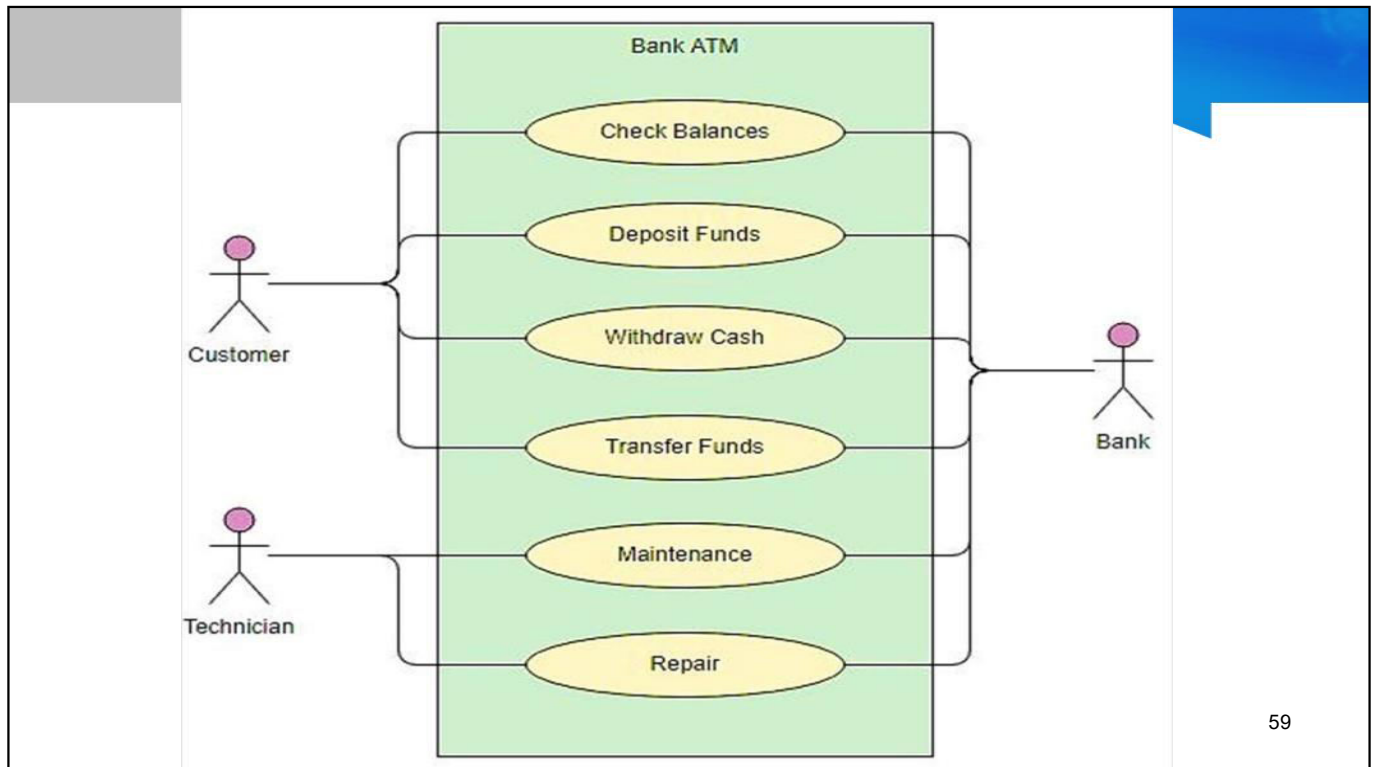 Bank ATM
Check Balances
Deposit Funds
Withdraw Cash
Customer
Transfer Funds
Bank
Maintenance
Technician
Repair
59